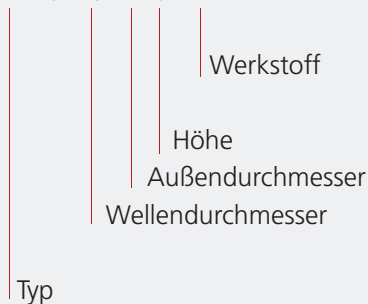 Werkstoff
Höhe
Außendurchmesser
Wellendurchmesser
Typ